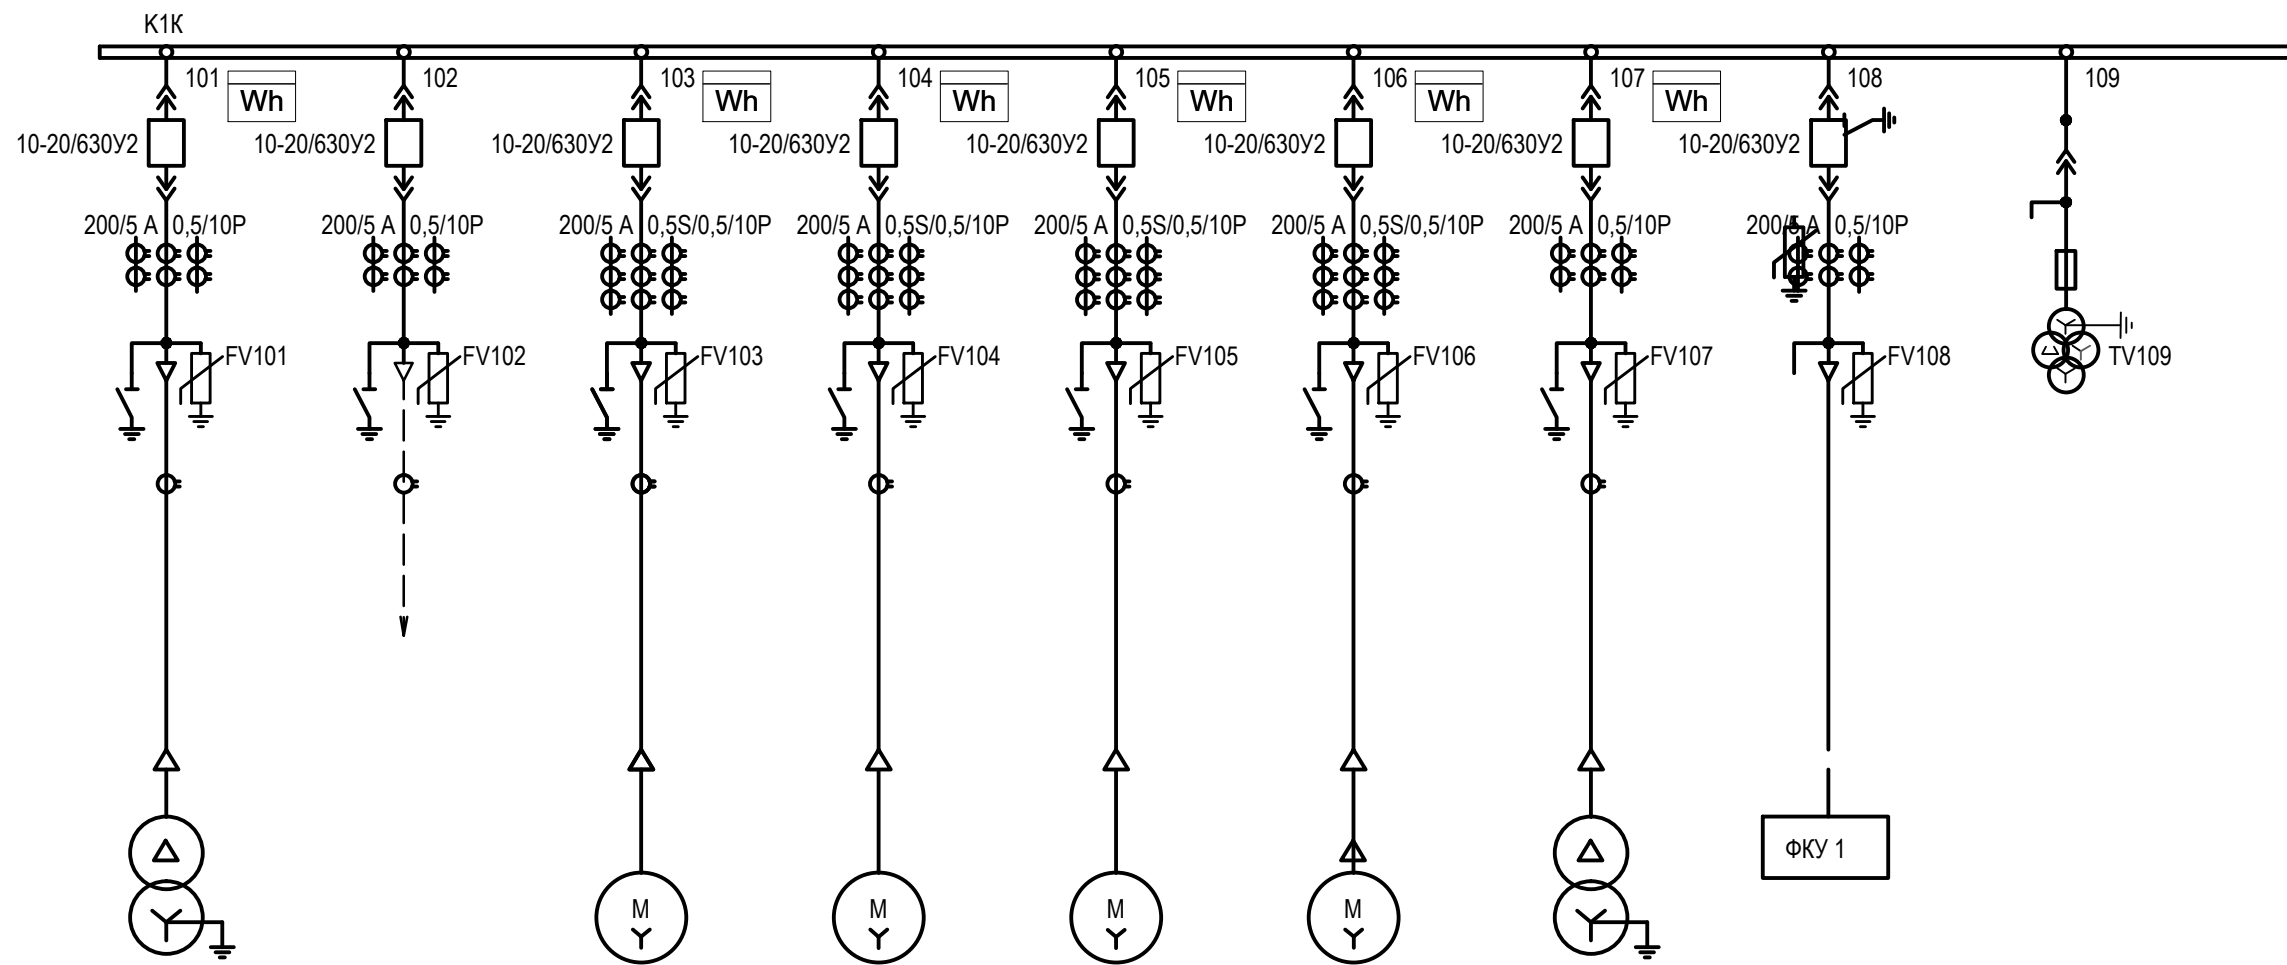 K1К
101 Wh 102 103 Wh 104 Wh 105 Wh 106 Wh 107 Wh 108 109
10-20/630У2 10-20/630У2 10-20/630У2 10-20/630У2 10-20/630У2 10-20/630У2 10-20/630У2 10-20/630У2
200/5 А 0,5/10Р 200/5 А 0,5/10Р 200/5 А 0,5S/0,5/10Р 200/5 А 0,5S/0,5/10Р 200/5 А 0,5S/0,5/10Р 200/5 А 0,5S/0,5/10Р 200/5 А 0,5/10Р 200/5 А 0,5/10Р
FV101 FV102 FV103 FV104 FV105 FV106 FV107 FV108 TV109
ФКУ 1
М М М М